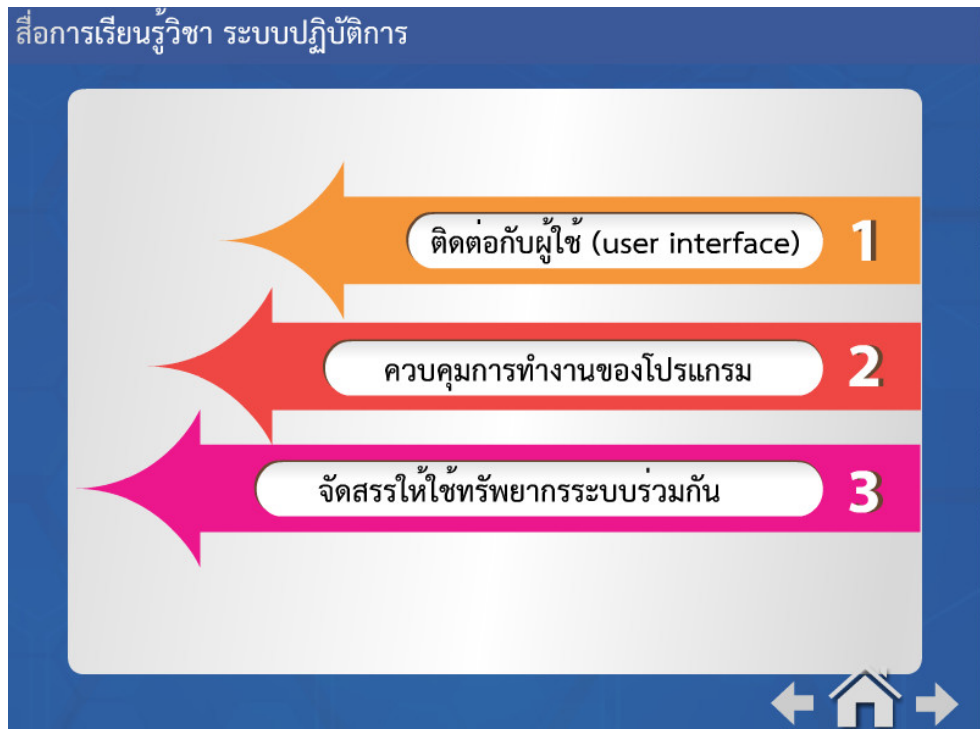 สื่อการเรียนรู้วิชา ระบบปฏิบัติการ
ติดต่อกับผู้ใช้ (user interface) 1
ควบคุมการทำงานของโปรแกรม 2
จัดสรรให้ใช้ทรัพยากรระบบร่วมกัน 3